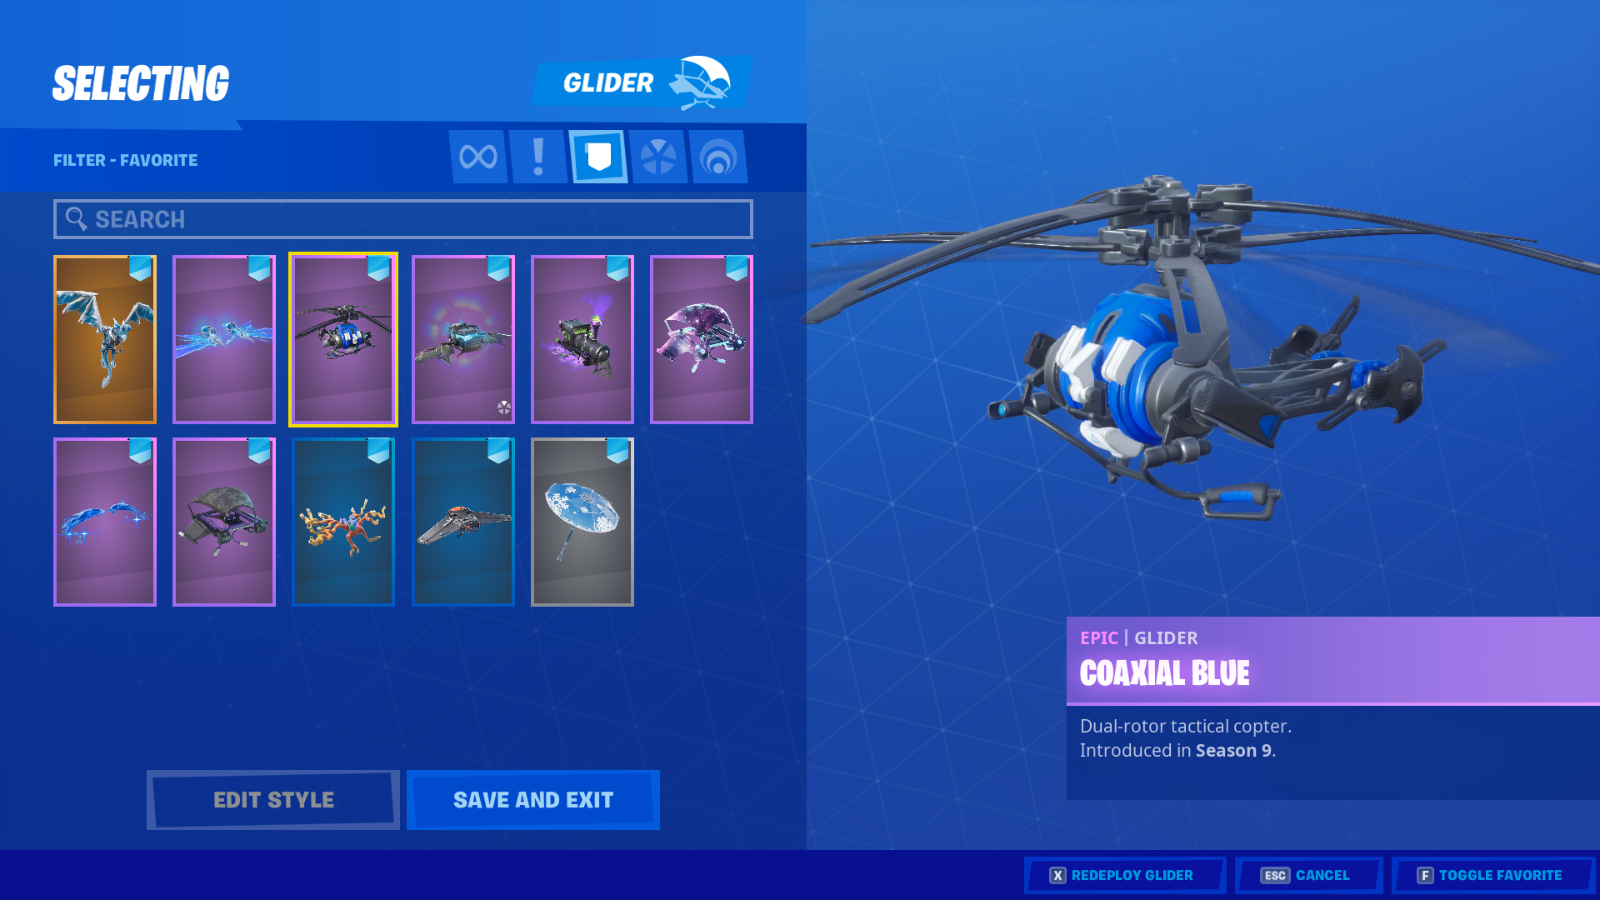 SELECTING
GLIDER
FILTER - FAVORITE
SEARCH
EDIT STYLE
SAVE AND EXIT
EPIC | GLIDER
COAXIAL BLUE
Dual-rotor tactical copter.
Introduced in Season 9.
X REDEPLOY GLIDER
ESC CANCEL
F TOGGLE FAVORITE